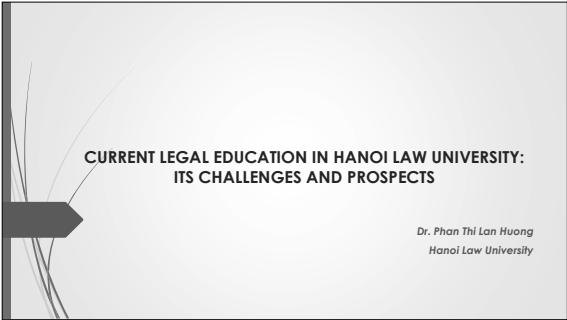 CURRENT LEGAL EDUCATION IN HANOI LAW UNIVERSITY:
ITS CHALLENGES AND PROSPECTS
Dr. Phan Thi Lan Huong
Hanoi Law University